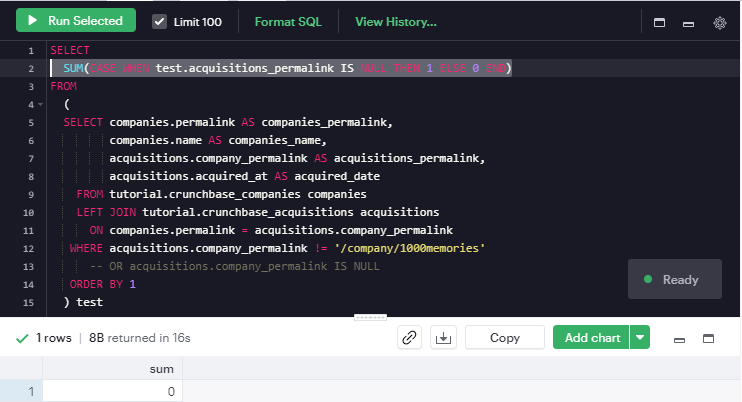 Run Selected Limit 100 Format SQL View History...
1 SELECT
2 SUM(CASE WHEN test.acquisitions_permalink IS NULL THEN 1 ELSE 0 END)
3 FROM
4 (
5 SELECT companies.permalink AS companies_permalink,
6 companies.name AS companies_name,
7 acquisitions.company_permalink AS acquisitions_permalink,
8 acquisitions.acquired_at AS acquired_date
9 FROM tutorial.crunchbase_companies companies
10 LEFT JOIN tutorial.crunchbase_acquisitions acquisitions
11 ON companies.permalink = acquisitions.company_permalink
12 WHERE acquisitions.company_permalink != '/company/1000memories'
13 -- OR acquisitions.company_permalink IS NULL
14 ORDER BY 1
15 ) test
Ready
1 rows | 8B returned in 16s Copy Add chart
sum
1 0